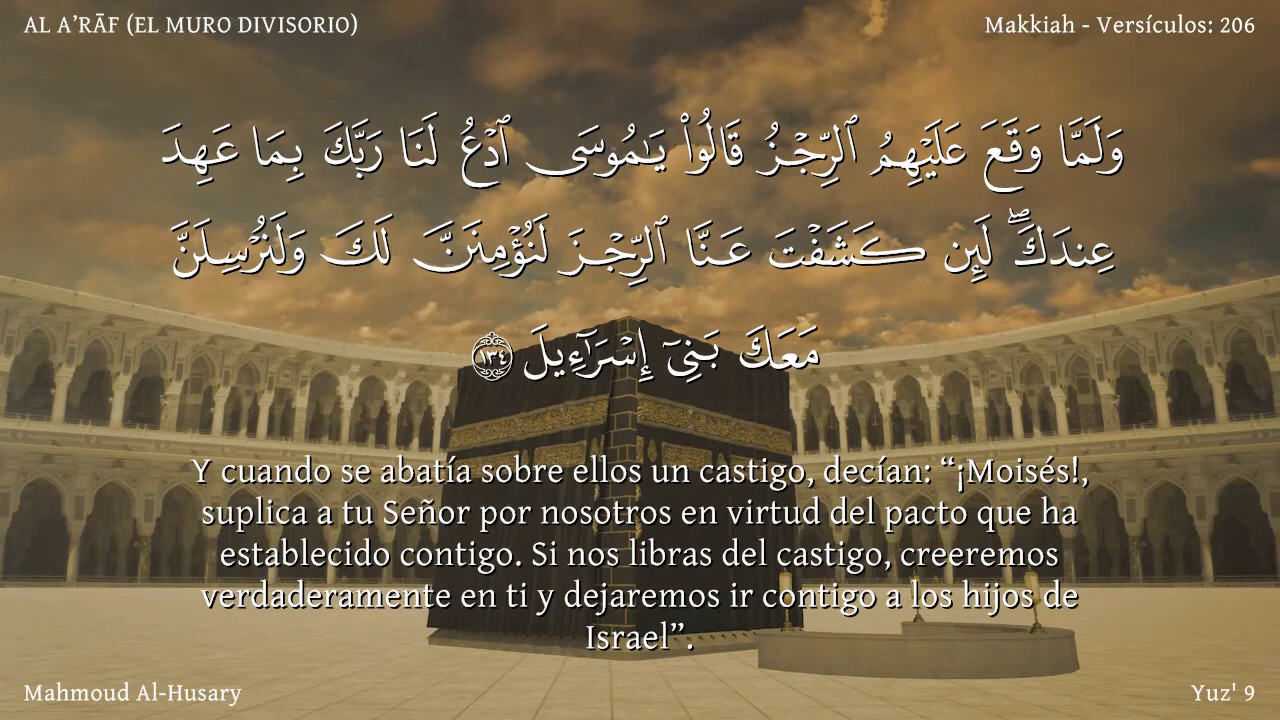 AL A’RĀF (EL MURO DIVISORIO)
Makkiah - Versículos: 206
وَلَمَّا وَقَعَ عَلَيْهِمُ ٱلرِّجْزُ قَالُوا۟ يَـٰمُوسَى ٱدْعُ لَنَا رَبَّكَ بِمَا عَهِدَ
عِندَكَ ۖ لَئِن كَشَفْتَ عَنَّا ٱلرِّجْزَ لَنُؤْمِنَنَّ لَكَ وَلَنُرْسِلَنَّ
مَعَكَ بَنِىٓ إِسْرَٰٓءِيلَ ١٣٤
Y cuando se abatía sobre ellos un castigo, decían: “¡Moisés!,
suplica a tu Señor por nosotros en virtud del pacto que ha
establecido contigo. Si nos libras del castigo, creeremos
verdaderamente en ti y dejaremos ir contigo a los hijos de
Israel”.
Mahmoud Al-Husary
Yuz' 9